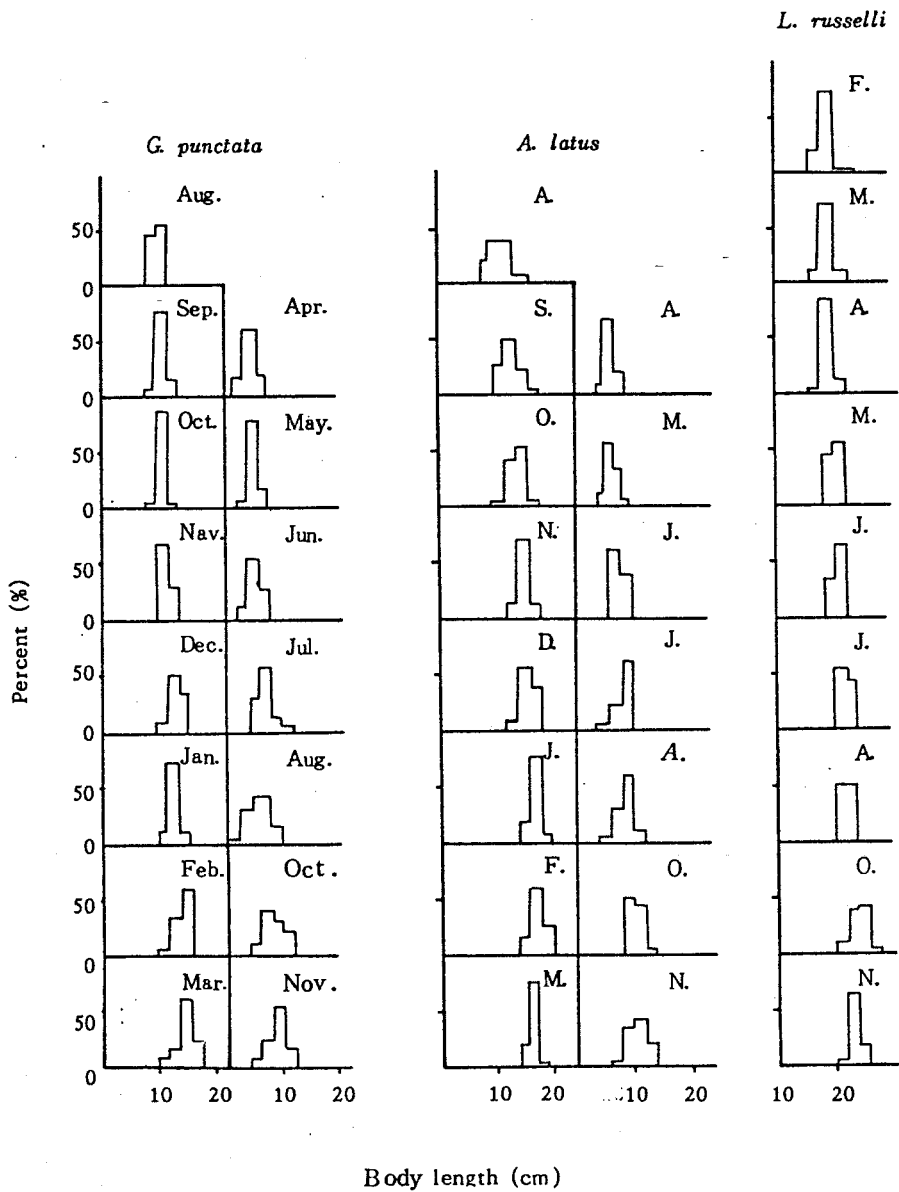 L. russelli
F.
G. punctata A. latus
Aug. A. M.
50
0
Sep. Apr. S. A. A.
50
0
Oct. May. O. M. M.
50
0
Nav. Jun. N. J. J.
50
0
Dec. Jul. D. J. J.
50
0
Jan. Aug. J. A. A.
50
0
Feb. Oct. F. O. O.
50
0
Mar. Nov. M. N. N.
50
0
10 20 10 20 10 20 10 20 10 20
Percent (%)
Body length (cm)